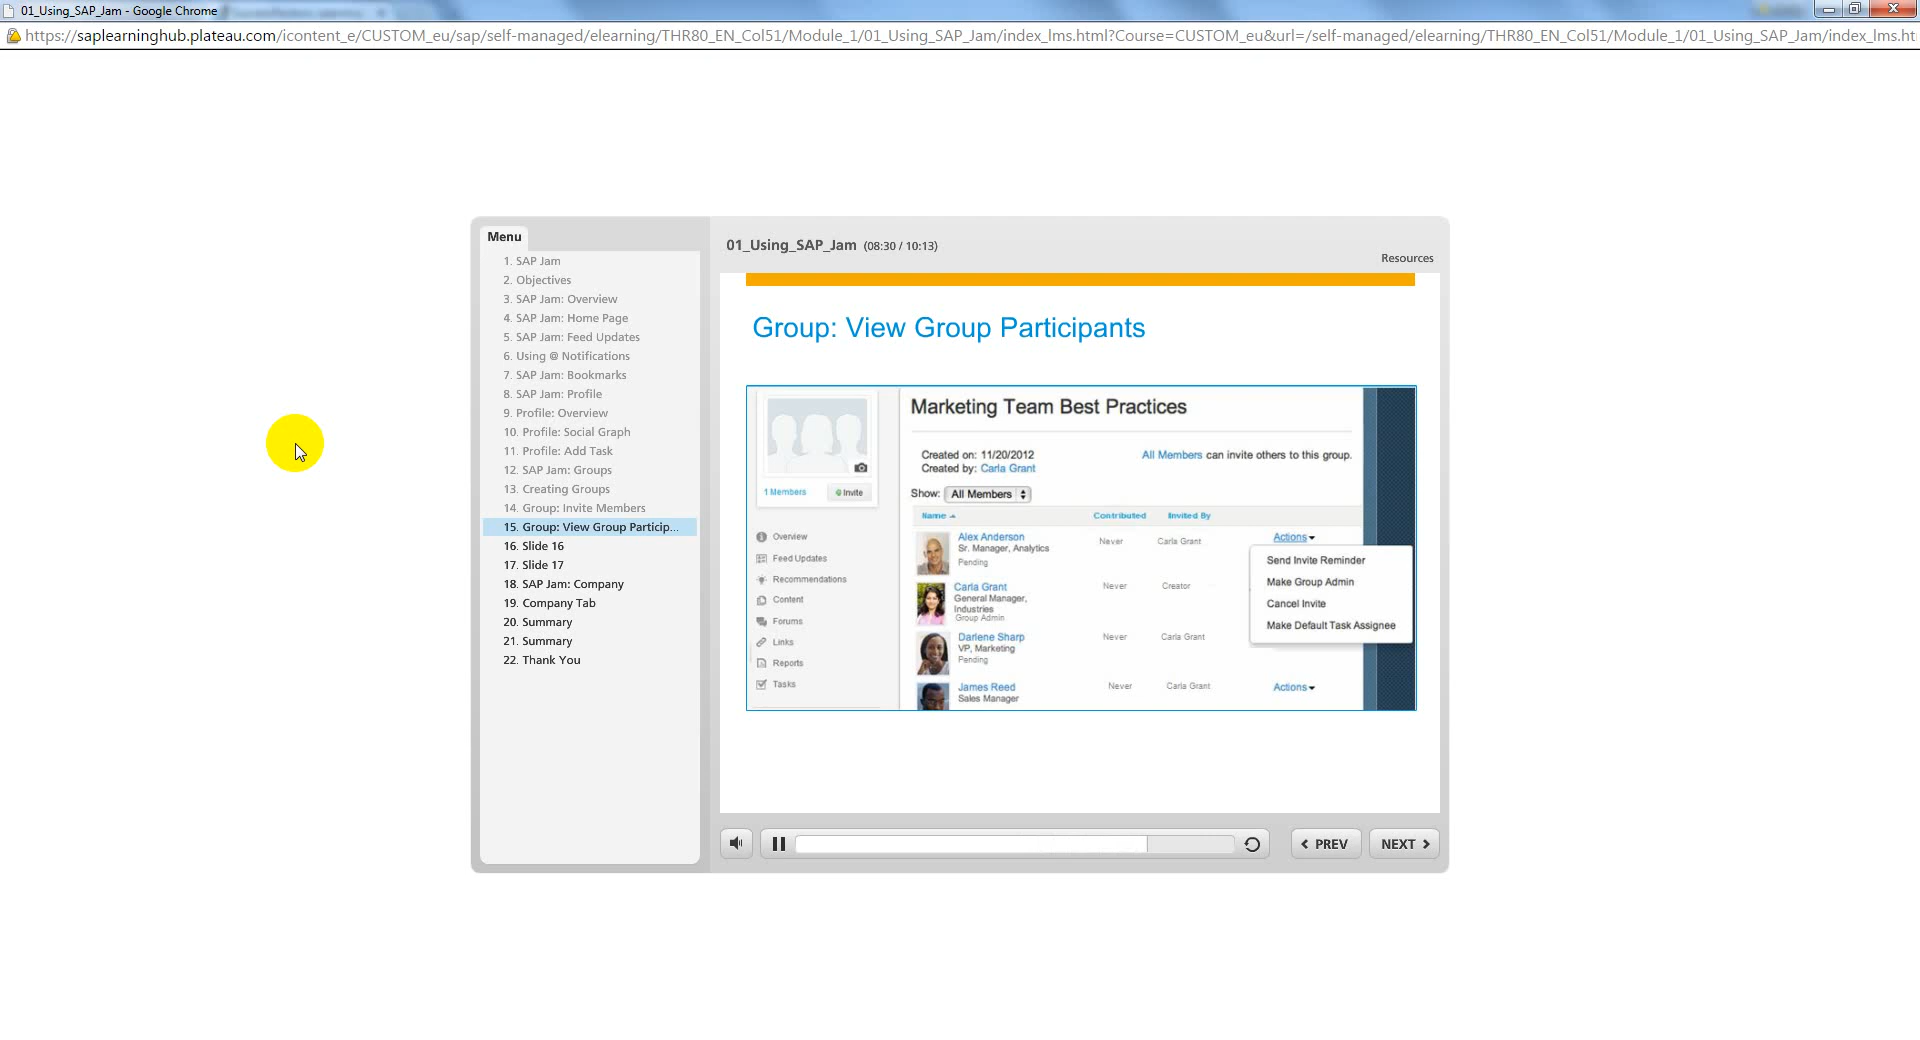 01_Using_SAP_Jam - Google Chrome
https://saplearninghub.plateau.com/icontent_e/CUSTOM_eu/sap/self-managed/elearning/THR80_EN_Col51/Module_1/01_Using_SAP_Jam/index_lms.html?Course=CUSTOM_eu&url=/self-managed/elearning/THR80_EN_Col51/Module_1/01_Using_SAP_Jam/index_lms.ht
Menu
1. SAP Jam
2. Objectives
3. SAP Jam: Overview
4. SAP Jam: Home Page
5. SAP Jam: Feed Updates
6. Using @ Notifications
7. SAP Jam: Bookmarks
8. SAP Jam: Profile
9. Profile: Overview
10. Profile: Social Graph
11. Profile: Add Task
12. SAP Jam: Groups
13. Creating Groups
14. Group: Invite Members
15. Group: View Group Particip...
16. Slide 16
17. Slide 17
18. SAP Jam: Company
19. Company Tab
20. Summary
21. Summary
22. Thank You
01_Using_SAP_Jam (08:30 / 10:13)
Resources
Group: View Group Participants
1 Members Invite
Overview
Feed Updates
Recommendations
Content
Forums
Links
Reports
Tasks
Marketing Team Best Practices
Created on: 11/20/2012 All Members can invite others to this group.
Created by: Carla Grant
Show: All Members
Name Contributed Invited By
Alex Anderson Never Carla Grant Actions
Sr. Manager, Analytics
Pending
Carla Grant Never Creator
General Manager,
Industries
Group Admin
Darlene Sharp Never Carla Grant
VP, Marketing
Pending
James Reed Never Carla Grant Actions
Sales Manager
Send Invite Reminder
Make Group Admin
Cancel Invite
Make Default Task Assignee
PREV NEXT